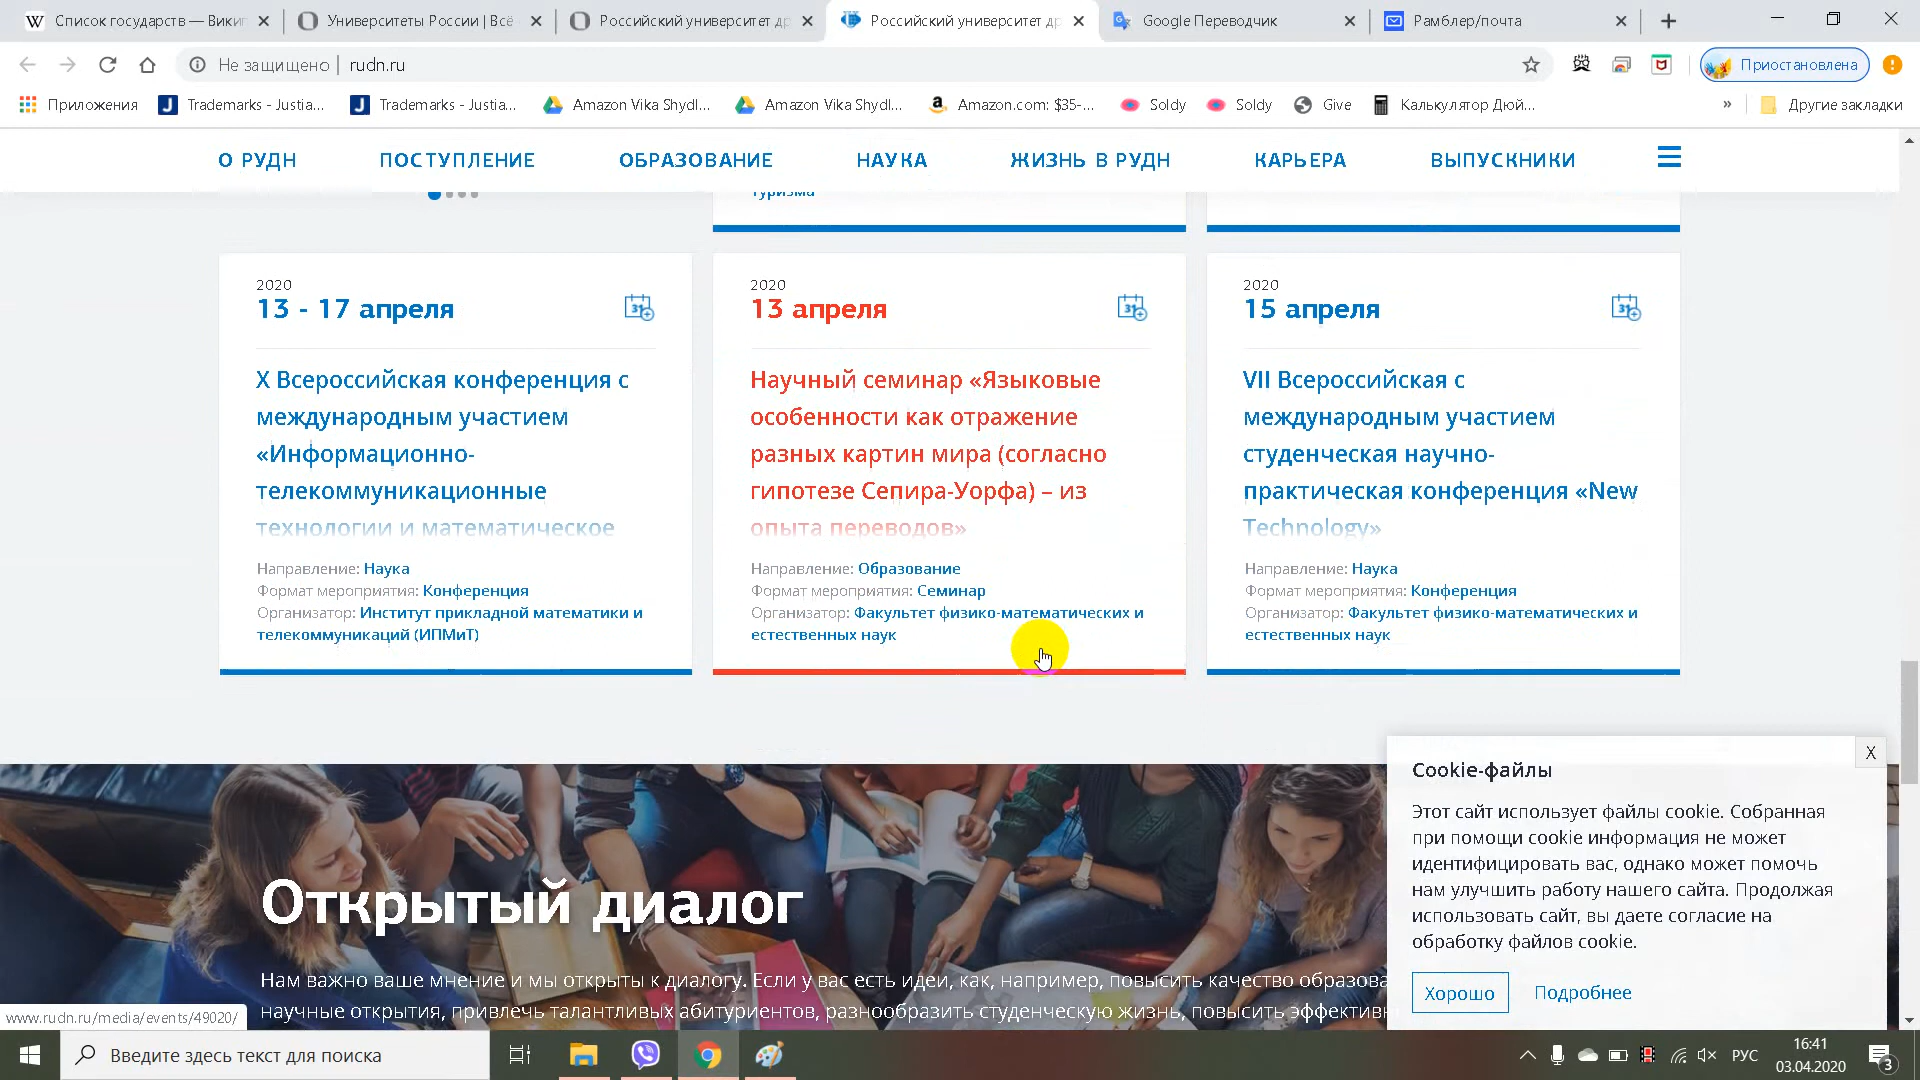 Список государств — Викип
Университеты России | Всё
Российский университет др
Российский университет др
Google Переводчик
Рамблер/почта
Не защищено | rudn.ru
Приостановлена
Приложения
Trademarks - Justia...
Trademarks - Justia...
Amazon Vika Shydl...
Amazon Vika Shydl...
Amazon.com: $35-...
Soldy
Soldy
Give
Калькулятор Дюй...
»
Другие закладки
О РУДН
ПОСТУПЛЕНИЕ
ОБРАЗОВАНИЕ
НАУКА
ЖИЗНЬ В РУДН
КАРЬЕРА
ВЫПУСКНИКИ
туризма
2020
13 - 17 апреля
31
X Всероссийская конференция с
международным участием
«Информационно-
телекоммуникационные
технологии и математическое
Направление: Наука
Формат мероприятия: Конференция
Организатор: Институт прикладной математики и
телекоммуникаций (ИПМиТ)
2020
13 апреля
31
Научный семинар «Языковые
особенности как отражение
разных картин мира (согласно
гипотезе Сепира-Уорфа) – из
опыта переводов»
Направление: Образование
Формат мероприятия: Семинар
Организатор: Факультет физико-математических и
естественных наук
2020
15 апреля
31
VII Всероссийская с
международным участием
студенческая научно-
практическая конференция «New
Technology»
Направление: Наука
Формат мероприятия: Конференция
Организатор: Факультет физико-математических и
естественных наук
Открытый диалог
Нам важно ваше мнение и мы открыты к диалогу. Если у вас есть идеи, как, например, повысить качество образова
научные открытия, привлечь талантливых абитуриентов, разнообразить студенческую жизнь, повысить эффективн
X
Cookie-файлы
Этот сайт использует файлы cookie. Собранная
при помощи cookie информация не может
идентифицировать вас, однако может помочь
нам улучшить работу нашего сайта. Продолжая
использовать сайт, вы даете согласие на
обработку файлов cookie.
Хорошо
Подробнее
www.rudn.ru/media/events/49020/
Введите здесь текст для поиска
РУС
16:41
03.04.2020
3